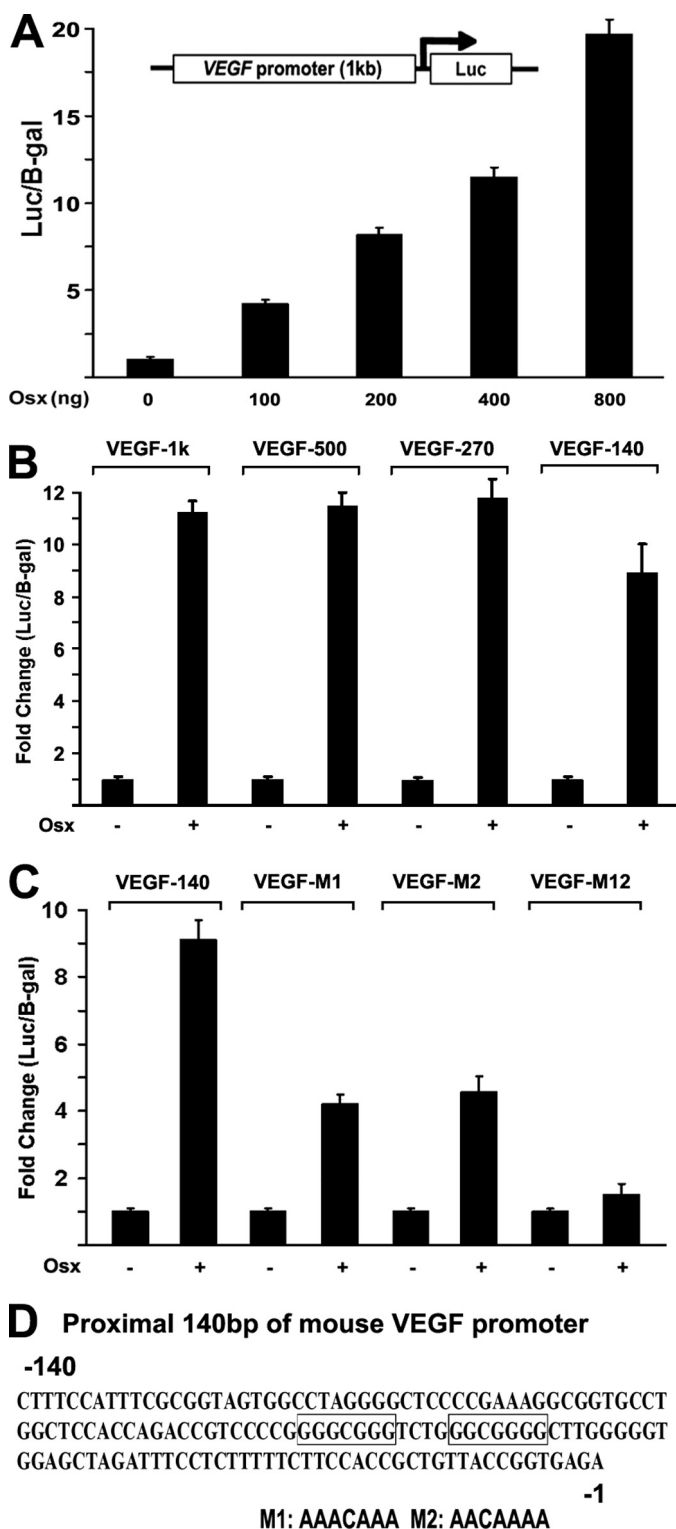 A
20
15
10
5
Luc/B-gal
VEGF promoter (1kb)
Luc
Osx (ng) 0 100 200 400 800
B
VEGF-1k VEGF-500 VEGF-270 VEGF-140
12
10
8
6
4
2
Fold Change (Luc/B-gal)
Osx - + - + - + - +
C
VEGF-140 VEGF-M1 VEGF-M2 VEGF-M12
10
8
6
4
2
Fold Change (Luc/B-gal)
Osx - + - + - + - +
D Proximal 140bp of mouse VEGF promoter
-140
CTTTCCATTTCGCGGTAGTGGCCTAGGGGCTCCCCGAAAGGCGGTGCCT
GGCTCCACCAGACCGTCCCCGGGGCGGGTCTGGGCGGGGCTTGGGGGT
GGAGCTAGATTTCCTCTTTTTCTTCCACCGCTGTTACCGGTGAGA
-1
M1: AAACAAA M2: AACAAAA